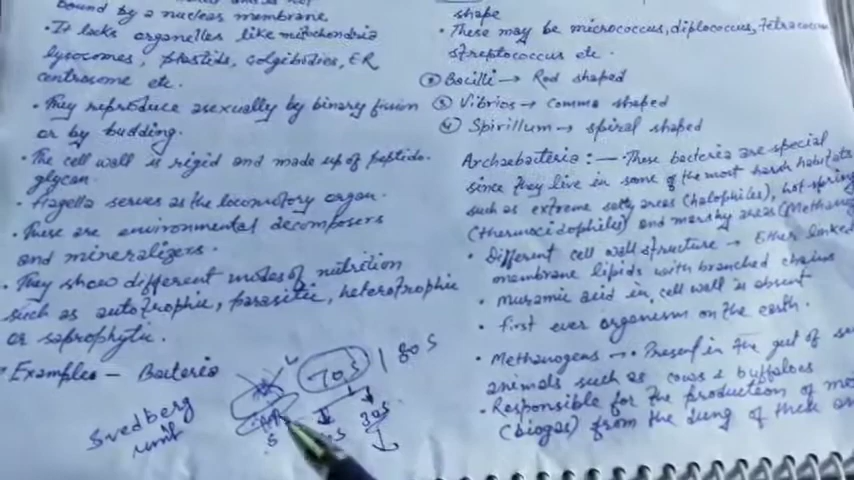 bound by a nuclear membrane
• It lacks organelles like mitochondria
lysosomes, plastids, golgibodies, ER,
centrosome etc.
• They reproduce asexually by binary fission
or by budding.
• The cell wall is rigid and made up of peptido-
glycan.
• flagella serves as the locomotory organ.
• These are environmental decomposers
and mineralizers.
• They show different modes of nutrition
such as autotrophic, parasitic, heterotrophic
or saprophytic.
• Examples - Bacteria
Svedberg
unit
70S | 80S
30S
S
shape
• These may be micrococcus, diplococcus, tetracoccus
streptococcus etc.
② Bacilli → Rod shaped
③ Vibrios → Comma shaped
④ Spirillum → spiral shaped
Archaebacteria :— These bacteria are special
since they live in some of the most harsh habitats
such as extreme salty areas (halophiles), hot spring
(thermoacidophiles) and marshy areas (Methano
• Different cell wall structure → Ether linked
membrane lipids with branched chains
• Muramic acid in cell wall is absent
• first ever organism on the earth.
• Methanogens → • Present in the gut of
animals such as cows & buffaloes
• Responsible for the production of
(biogas) from the dung of these